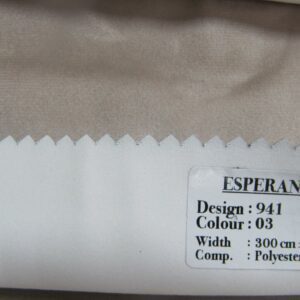 ESPERAN
Design : 941
Colour : 03
Width : 300 cm
Comp. : Polyester